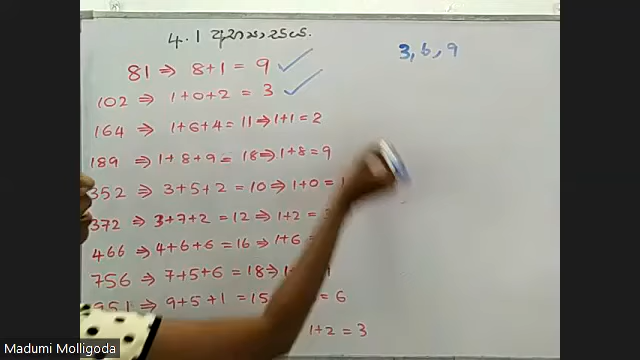 4.1 අභ්‍යාසය.
3, 6, 9
81 ⇒ 8+1 = 9 ✓
102 ⇒ 1+0+2 = 3 ✓
164 ⇒ 1+6+4 = 11 ⇒ 1+1 = 2
189 ⇒ 1+8+9 = 18 ⇒ 1+8 = 9
352 ⇒ 3+5+2 = 10 ⇒ 1+0 =
372 ⇒ 3+7+2 = 12 ⇒ 1+2 =
466 ⇒ 4+6+6 = 16 ⇒ 1+6
756 ⇒ 7+5+6 = 18 ⇒
951 ⇒ 9+5+1 = 15 = 6
1+2 = 3
Madumi Molligoda